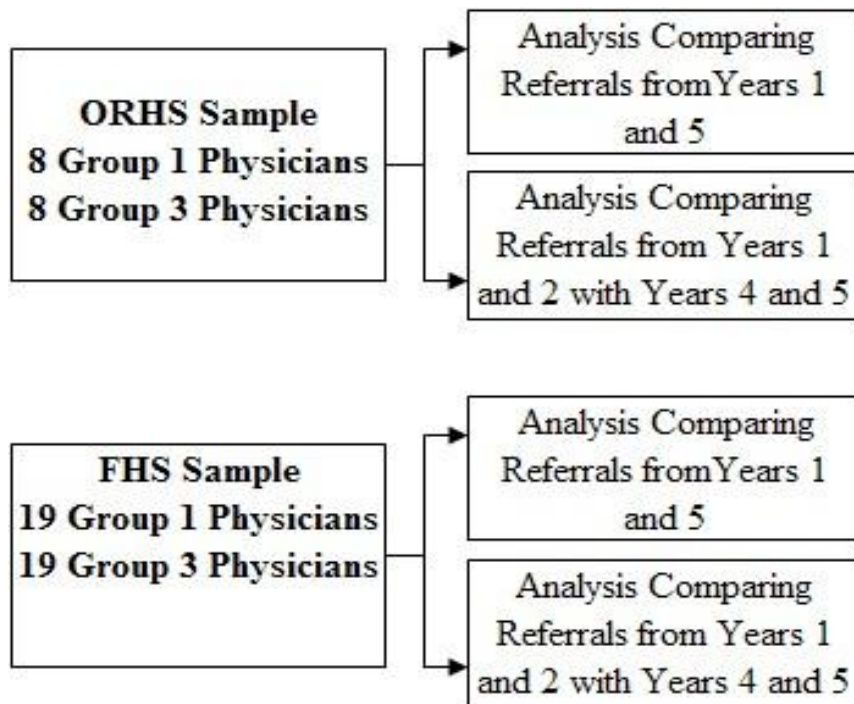 ORHS Sample
8 Group 1 Physicians
8 Group 3 Physicians
Analysis Comparing
Referrals fromYears 1
and 5
Analysis Comparing
Referrals from Years 1
and 2 with Years 4 and 5
FHS Sample
19 Group 1 Physicians
19 Group 3 Physicians
Analysis Comparing
Referrals fromYears 1
and 5
Analysis Comparing
Referrals from Years 1
and 2 with Years 4 and 5